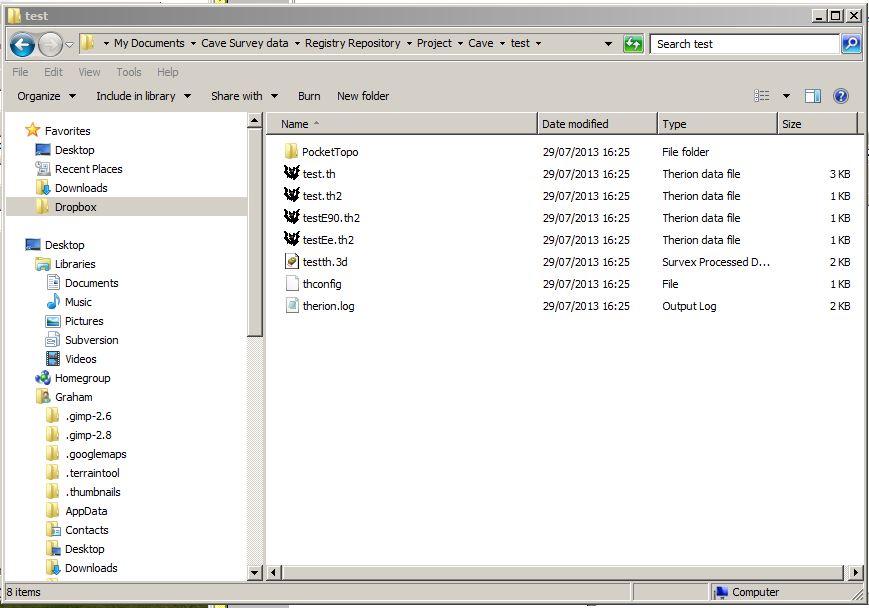 test
My Documents Cave Survey data Registry Repository Project Cave test Search test
File Edit View Tools Help
Organize Include in library Share with Burn New folder
Name Date modified Type Size
PocketTopo 29/07/2013 16:25 File folder
test.th 29/07/2013 16:25 Therion data file 3 KB
test.th2 29/07/2013 16:25 Therion data file 1 KB
testE90.th2 29/07/2013 16:25 Therion data file 1 KB
testEe.th2 29/07/2013 16:25 Therion data file 1 KB
testth.3d 29/07/2013 16:25 Survex Processed D... 2 KB
thconfig 29/07/2013 16:25 File 1 KB
therion.log 29/07/2013 16:25 Output Log 2 KB
Favorites
Desktop
Recent Places
Downloads
Dropbox
Desktop
Libraries
Documents
Music
Pictures
Subversion
Videos
Homegroup
Graham
.gimp-2.6
.gimp-2.8
.googlemaps
.terraintool
.thumbnails
AppData
Contacts
Desktop
Downloads
8 items Computer